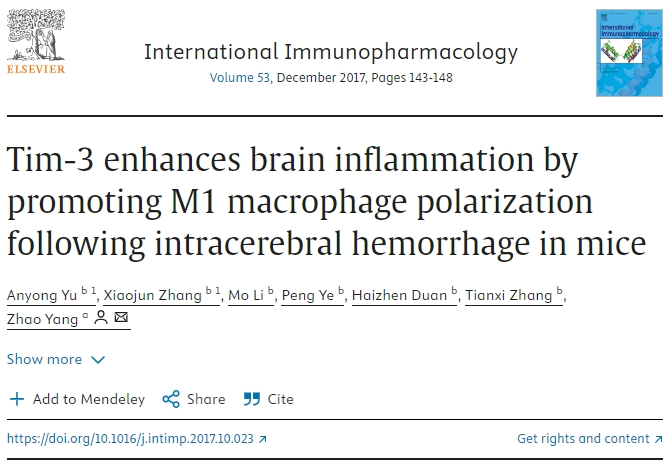 ELSEVIER
International Immunopharmacology
Volume 53, December 2017, Pages 143-148
International
Immunopharmacology
Tim-3 enhances brain inflammation by
promoting M1 macrophage polarization
following intracerebral hemorrhage in mice
Anyong Yu b 1, Xiaojun Zhang b 1, Mo Li b, Peng Ye b, Haizhen Duan b, Tianxi Zhang b,
Zhao Yang a
Show more
Add to Mendeley Share Cite
https://doi.org/10.1016/j.intimp.2017.10.023 Get rights and content